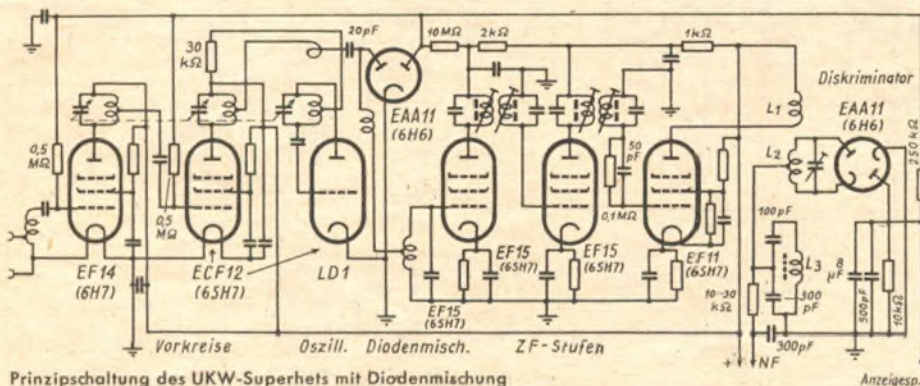 20pF
30 kΩ
EAA11
(6H6)
10MΩ
2kΩ
1kΩ
Diskriminator
EAA11
(6H6)
250 kΩ
L1
L2
L3
0,5 MΩ
0,5 MΩ
50 pF
0,1MΩ
100pF
300 pF
8 µF
500pF
10kΩ
10-30 kΩ
300pF
EF14
(6H7)
ECF12
(6SH7)
LD1
EF15
(6SH7)
EF15
(6SH7)
EF11
(6SH7)
Vorkreise
Oszill.
Diodenmisch.
ZF-Stufen
+
NF
Prinzipschaltung des UKW-Superhets mit Diodenmischung
Anzeigesp